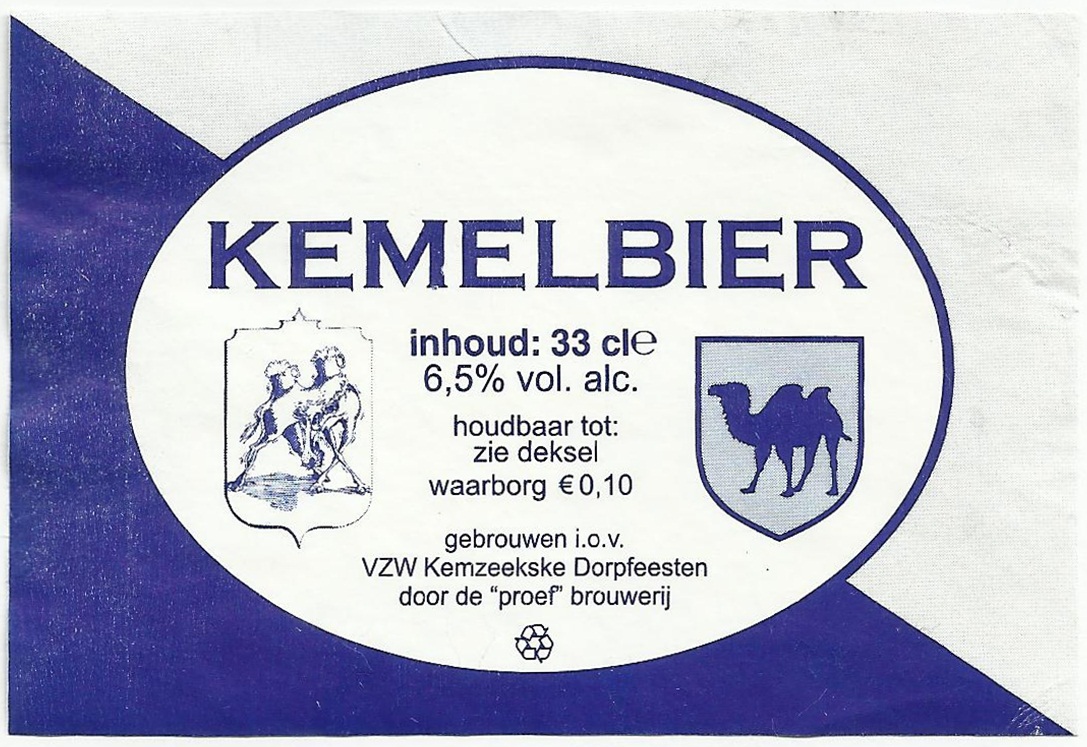 KEMELBIER
inhoud: 33 cl℮
6,5% vol. alc.
houdbaar tot:
zie deksel
waarborg €0,10
gebrouwen i.o.v.
VZW Kemzeekske Dorpfeesten
door de "proef" brouwerij